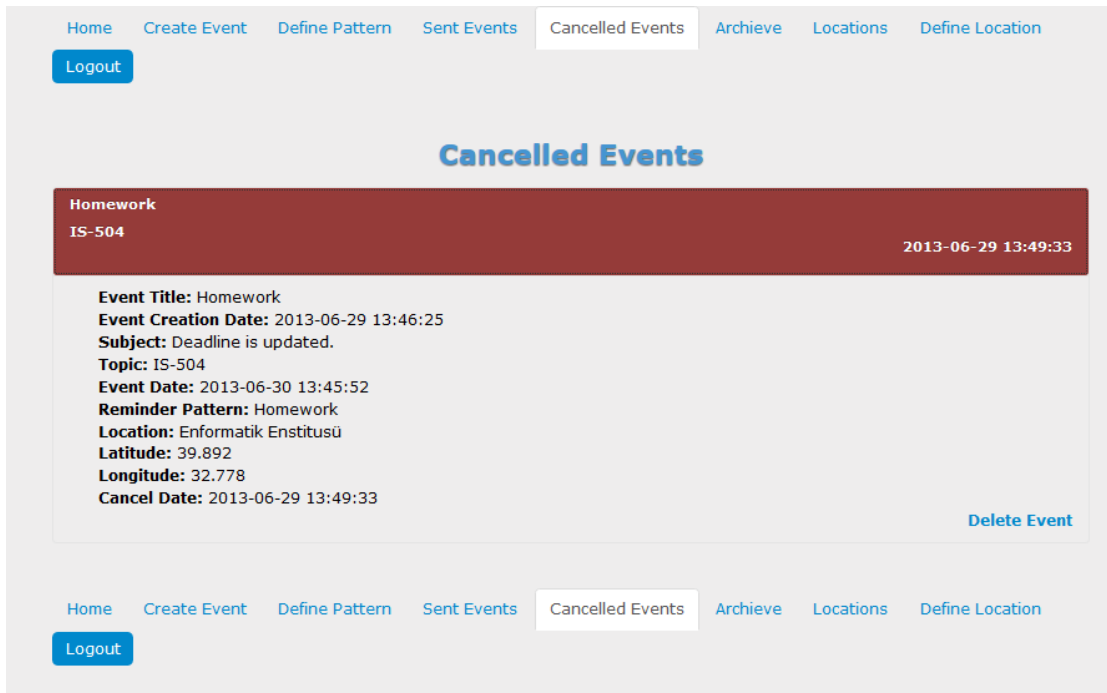 Home Create Event Define Pattern Sent Events Cancelled Events Archieve Locations Define Location
Logout
Cancelled Events
Homework
IS-504
2013-06-29 13:49:33
Event Title: Homework
Event Creation Date: 2013-06-29 13:46:25
Subject: Deadline is updated.
Topic: IS-504
Event Date: 2013-06-30 13:45:52
Reminder Pattern: Homework
Location: Enformatik Enstitusü
Latitude: 39.892
Longitude: 32.778
Cancel Date: 2013-06-29 13:49:33
Delete Event
Home Create Event Define Pattern Sent Events Cancelled Events Archieve Locations Define Location
Logout